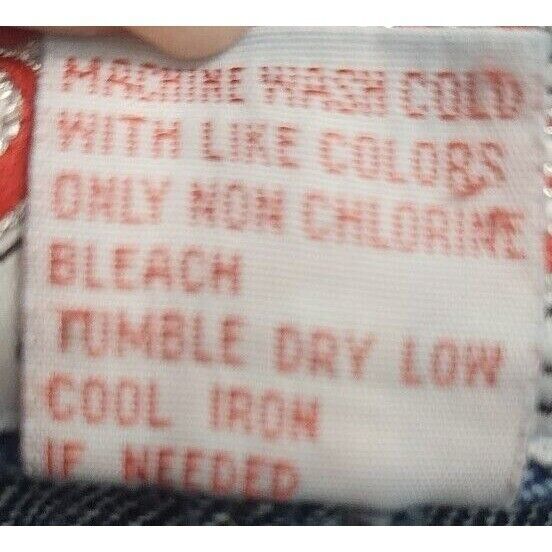 MACHINE WASH COLD
WITH LIKE COLORS
ONLY NON CHLORINE
BLEACH
TUMBLE DRY LOW
COOL IRON
IF NEEDED